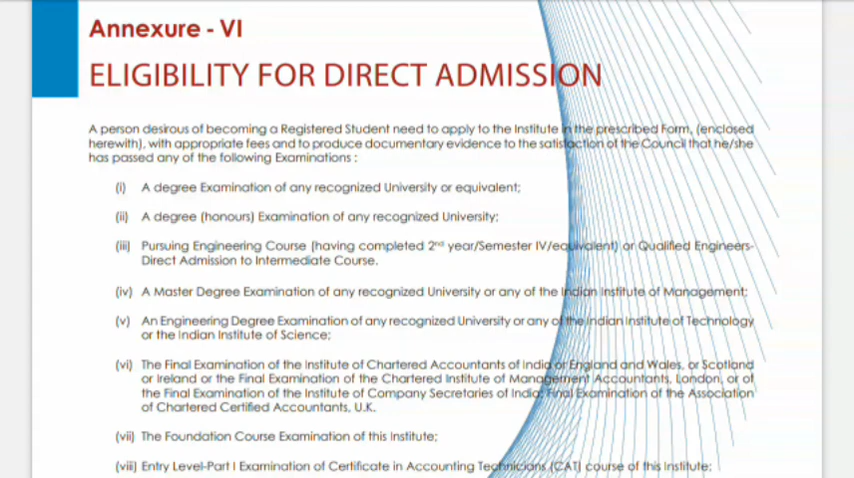 Annexure - VI
ELIGIBILITY FOR DIRECT ADMISSION
A person desirous of becoming a Registered Student need to apply to the Institute in the prescribed Form, (enclosed
herewith), with appropriate fees and to produce documentary evidence to the satisfaction of the Council that he/she
has passed any of the following Examinations :
(i) A degree Examination of any recognized University or equivalent;
(ii) A degree (honours) Examination of any recognized University;
(iii) Pursuing Engineering Course (having completed 2nd year/Semester IV/equivalent) or Qualified Engineers-
Direct Admission to Intermediate Course.
(iv) A Master Degree Examination of any recognized University or any of the Indian Institute of Management;
(v) An Engineering Degree Examination of any recognized University or any of the Indian Institute of Technology
or the Indian Institute of Science;
(vi) The Final Examination of the Institute of Chartered Accountants of India or England and Wales, or Scotland
or Ireland or the Final Examination of the Chartered Institute of Management Accountants, London, or of
the Final Examination of the Institute of Company Secretaries of India; Final Examination of the Association
of Chartered Certified Accountants, U.K.
(vii) The Foundation Course Examination of this Institute;
(viii) Entry Level-Part I Examination of Certificate in Accounting Technicians (CAT) course of this Institute;